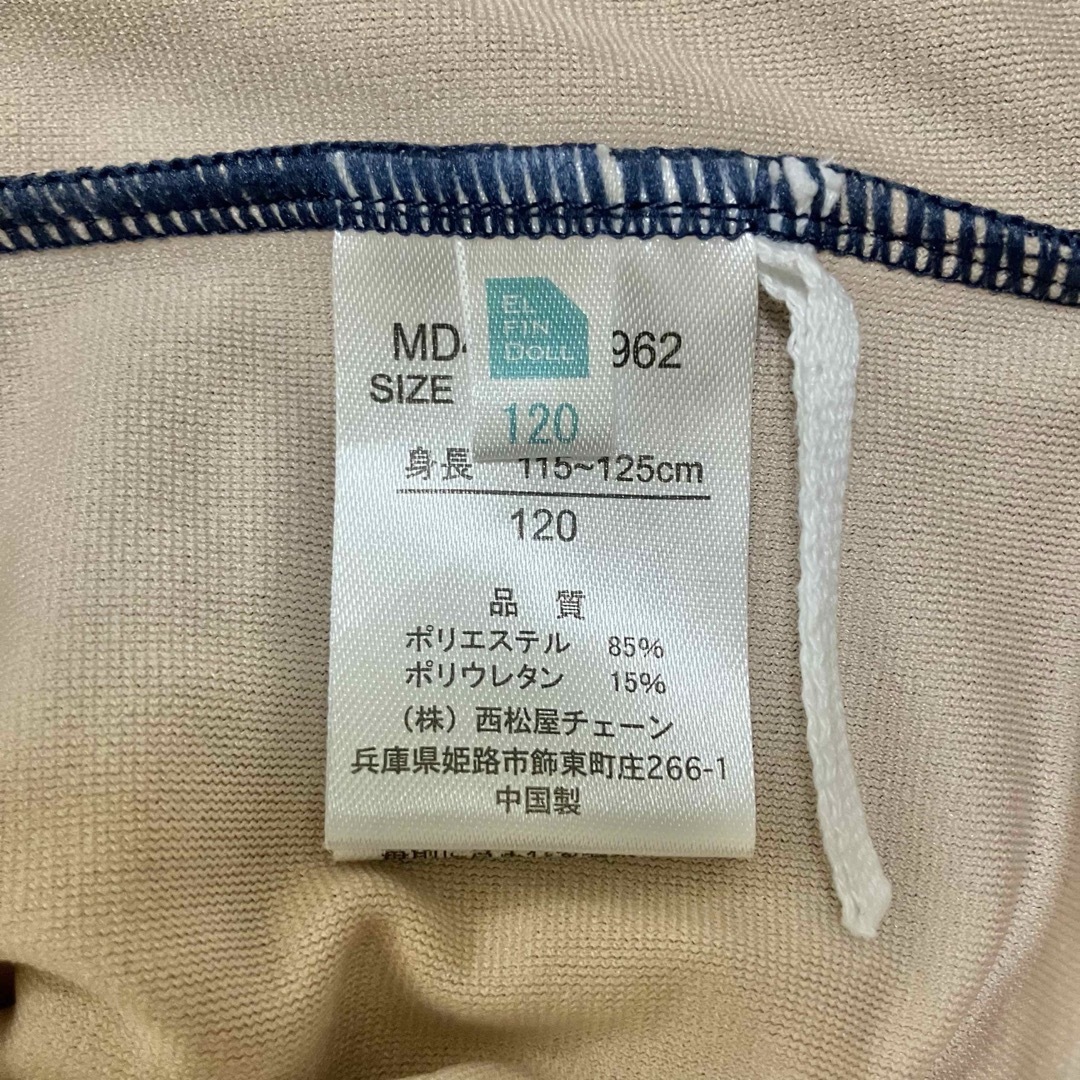 EL
FIN
DOLL
120
MD 962
SIZE
身長 115~125cm
120
品 質
ポリエステル 85%
ポリウレタン 15%
（株）西松屋チェーン
兵庫県姫路市飾東町庄266-1
中国製